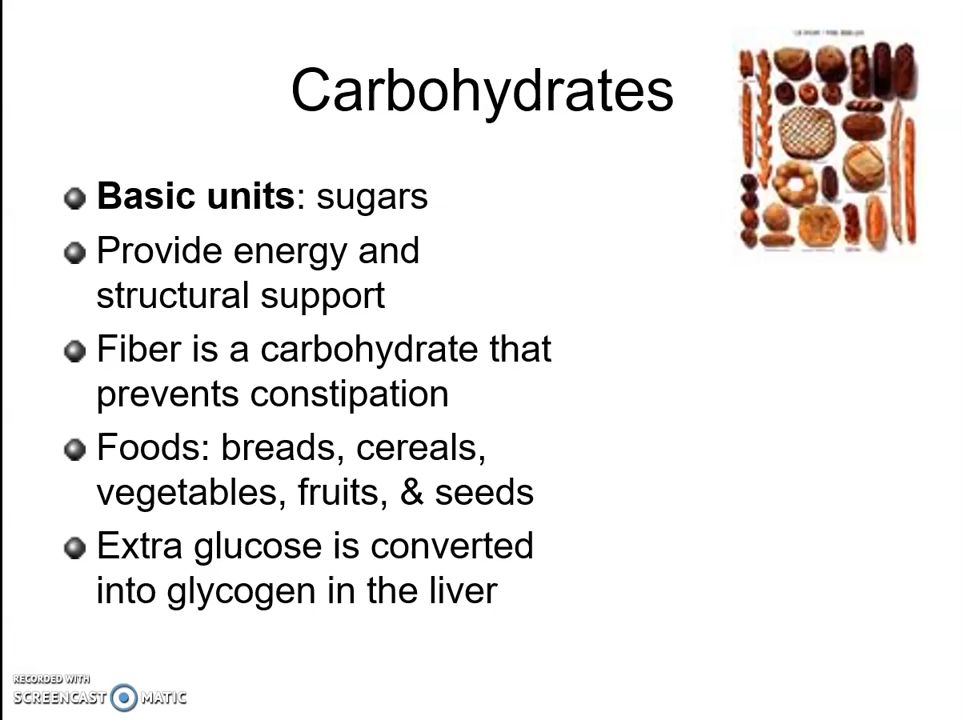 Carbohydrates
Basic units: sugars
Provide energy and
structural support
Fiber is a carbohydrate that
prevents constipation
Foods: breads, cereals,
vegetables, fruits, & seeds
Extra glucose is converted
into glycogen in the liver
RECORDED WITH
SCREENCAST MATIC